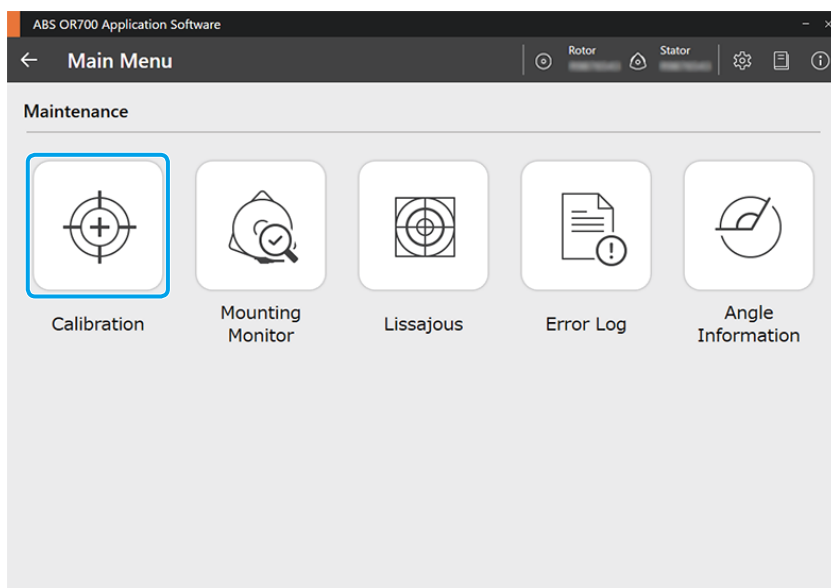 ABS OR700 Application Software
Main Menu
Rotor
Stator
Maintenance
Calibration
Mounting
Monitor
Lissajous
Error Log
Angle
Information